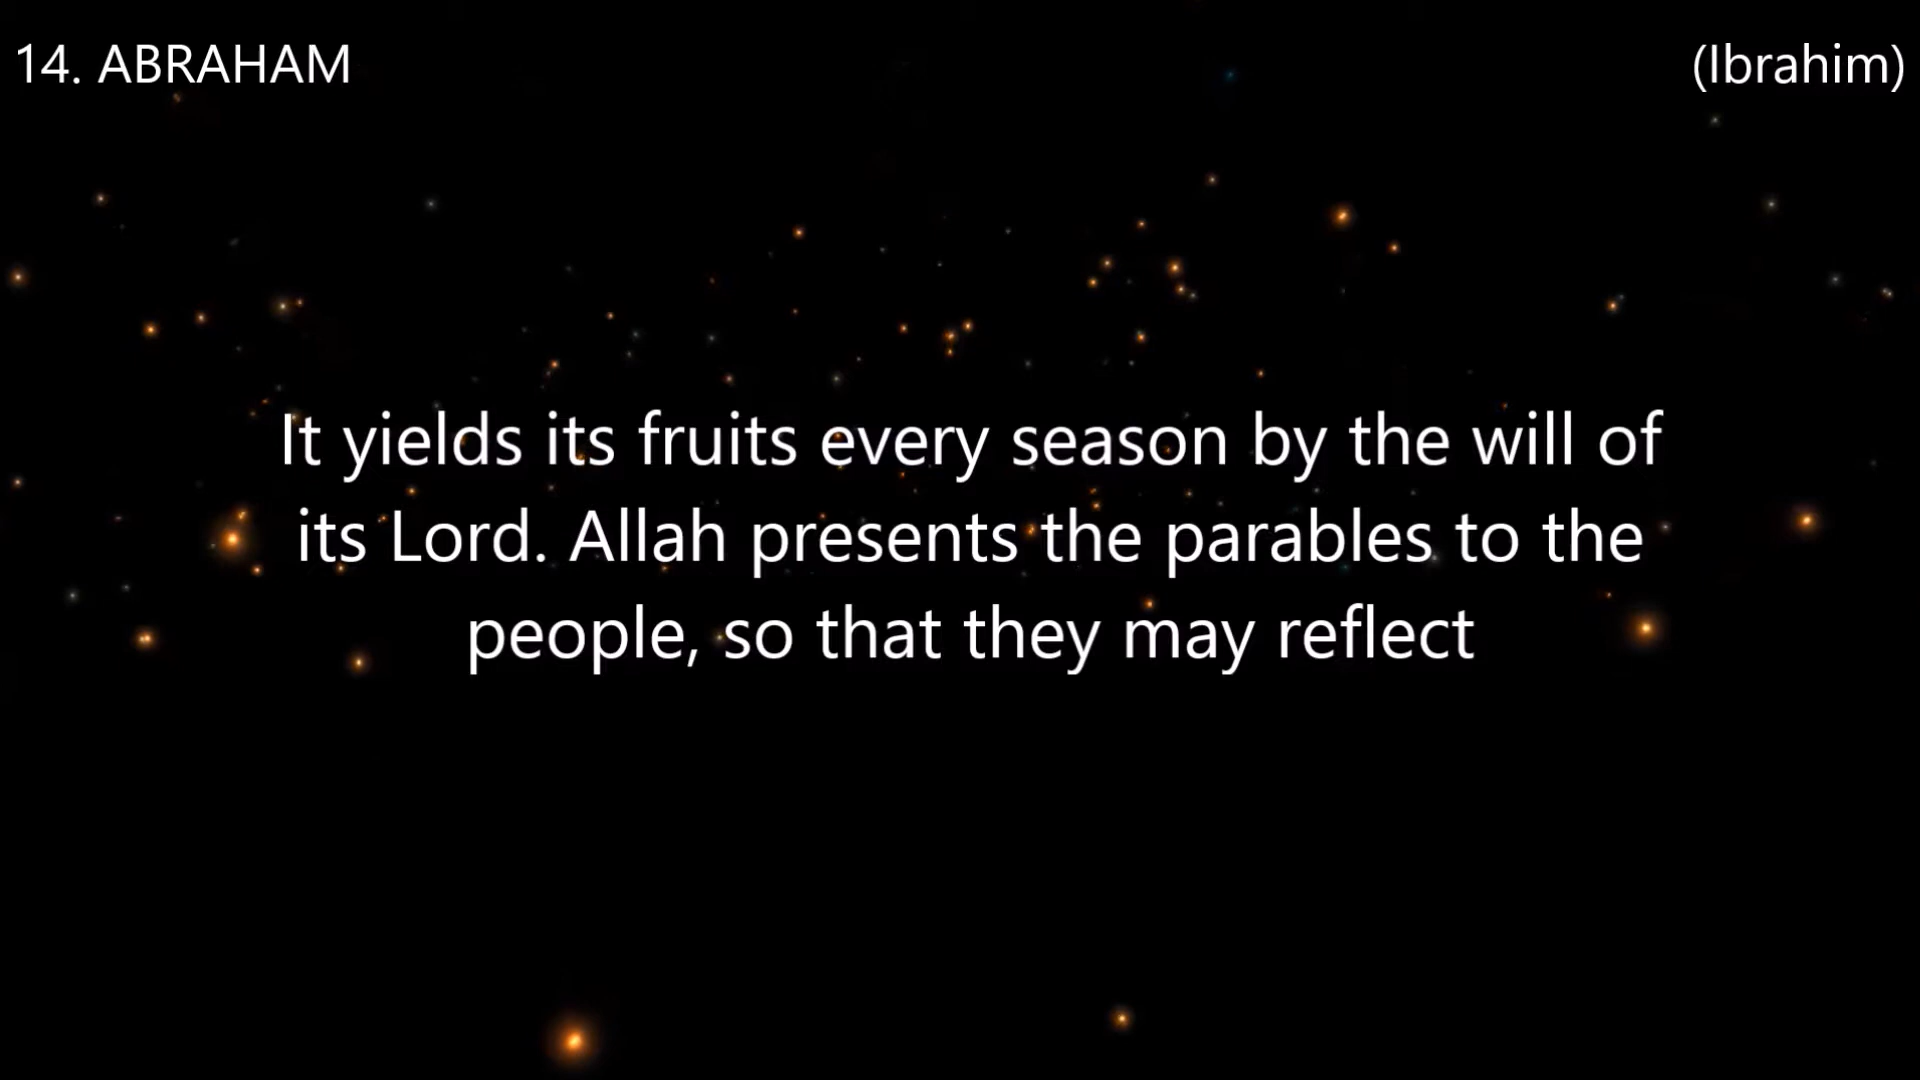 14. ABRAHAM
(Ibrahim)
It yields its fruits every season by the will of
its Lord. Allah presents the parables to the
people, so that they may reflect